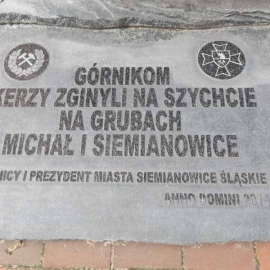 GÓRNIKOM
KERZY ZGINYLI NA SZYCHCIE
NA GRUBACH
MICHAŁ I SIEMIANOWICE
NICY I PREZYDENT MIASTA SIEMIANOWICE ŚLĄSKIE
ANNO DOMINI